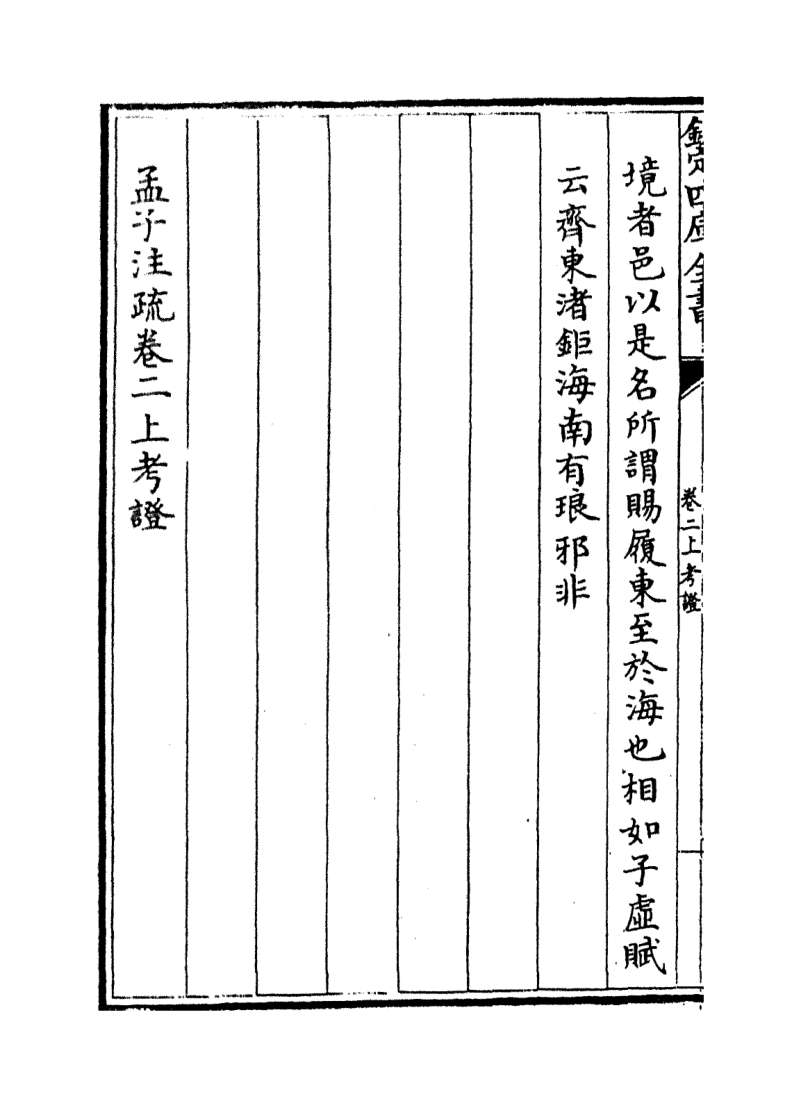 欽定四庫全書
卷二上考證
境者邑以是名所謂賜履東至於海也相如子虛賦
云齊東渚鉅海南有琅邪非
孟子注疏卷二上考證